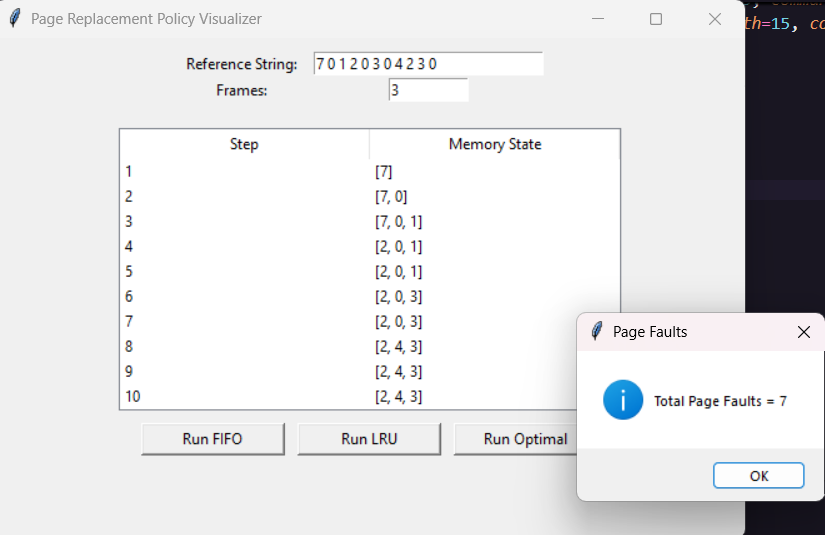 Page Replacement Policy Visualizer
th=15, co
Reference String: 7 0 1 2 0 3 0 4 2 3 0
Frames: 3
Step Memory State
1 [7]
2 [7, 0]
3 [7, 0, 1]
4 [2, 0, 1]
5 [2, 0, 1]
6 [2, 0, 3]
7 [2, 0, 3]
8 [2, 4, 3]
9 [2, 4, 3]
10 [2, 4, 3]
Run FIFO Run LRU Run Optimal
Page Faults
Total Page Faults = 7
OK